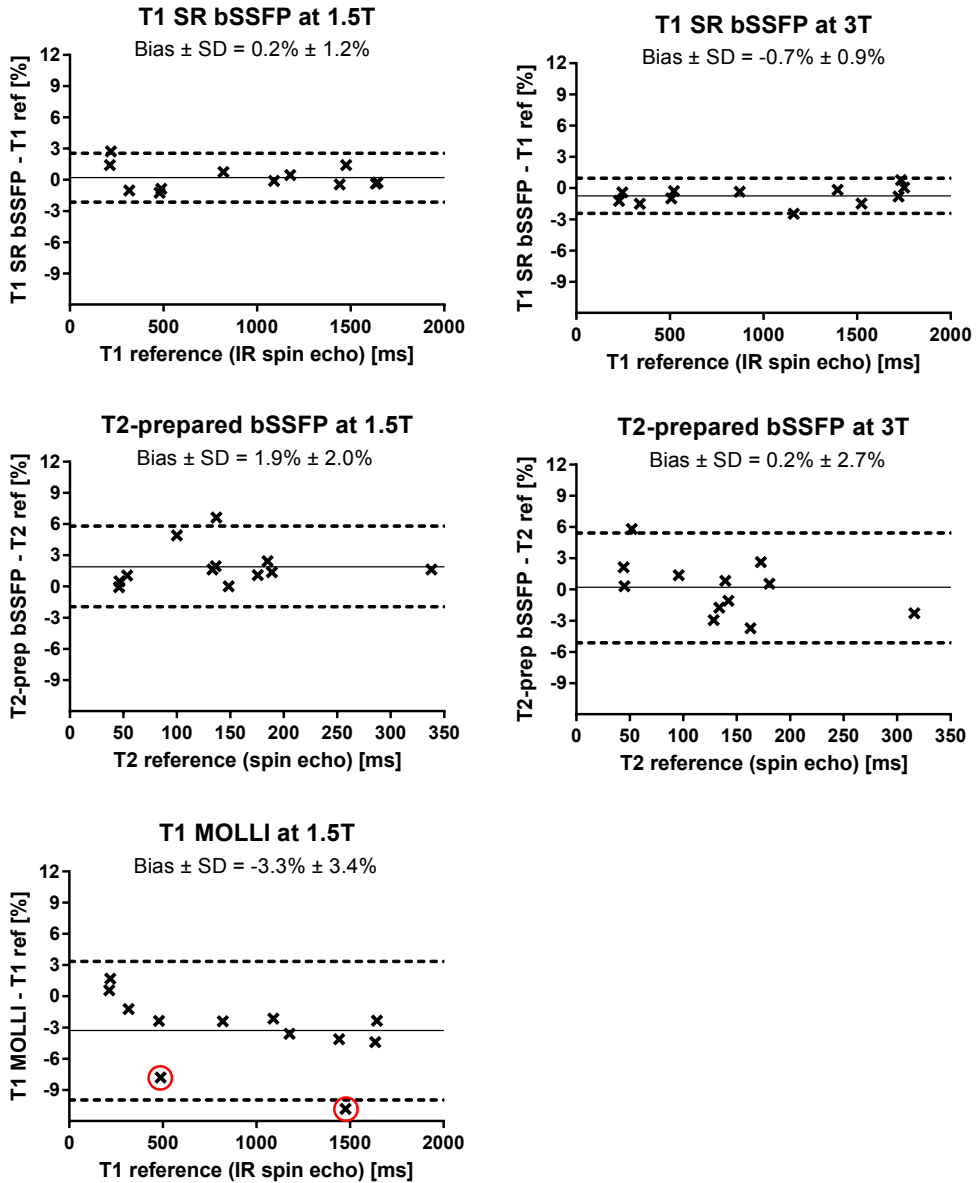 T1 SR bSSFP at 1.5T
Bias ± SD = 0.2% ± 1.2%
T1 SR bSSFP - T1 ref [%]
12
9
6
3
0
-3
-6
-9
0 500 1000 1500 2000
T1 reference (IR spin echo) [ms]
T1 SR bSSFP at 3T
Bias ± SD = -0.7% ± 0.9%
T1 SR bSSFP - T1 ref [%]
12
9
6
3
0
-3
-6
-9
0 500 1000 1500 2000
T1 reference (IR spin echo) [ms]
T2-prepared bSSFP at 1.5T
Bias ± SD = 1.9% ± 2.0%
T2-prep bSSFP - T2 ref [%]
12
9
6
3
0
-3
-6
-9
0 50 100 150 200 250 300 350
T2 reference (spin echo) [ms]
T2-prepared bSSFP at 3T
Bias ± SD = 0.2% ± 2.7%
T2-prep bSSFP - T2 ref [%]
12
9
6
3
0
-3
-6
-9
0 50 100 150 200 250 300 350
T2 reference (spin echo) [ms]
T1 MOLLI at 1.5T
Bias ± SD = -3.3% ± 3.4%
T1 MOLLI - T1 ref [%]
12
9
6
3
0
-3
-6
-9
0 500 1000 1500 2000
T1 reference (IR spin echo) [ms]